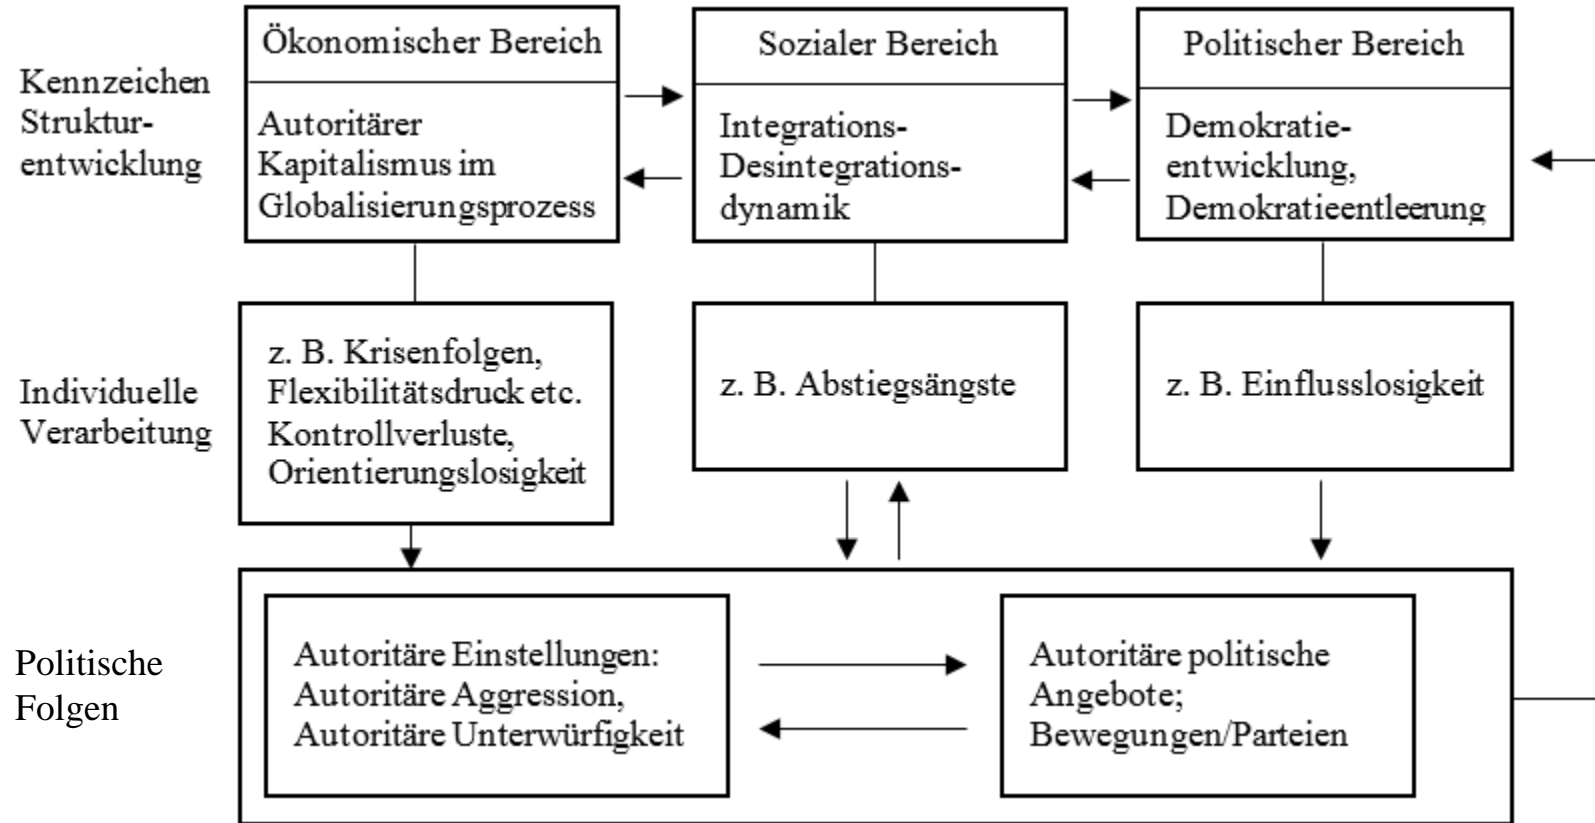 Kennzeichen
Struktur-
entwicklung
Ökonomischer Bereich
Autoritärer
Kapitalismus im
Globalisierungsprozess
Sozialer Bereich
Integrations-
Desintegrations-
dynamik
Politischer Bereich
Demokratie-
entwicklung,
Demokratieentleerung
Individuelle
Verarbeitung
z. B. Krisenfolgen,
Flexibilitätsdruck etc.
Kontrollverluste,
Orientierungslosigkeit
z. B. Abstiegsängste
z. B. Einflusslosigkeit
Politische
Folgen
Autoritäre Einstellungen:
Autoritäre Aggression,
Autoritäre Unterwürfigkeit
Autoritäre politische
Angebote;
Bewegungen/Parteien